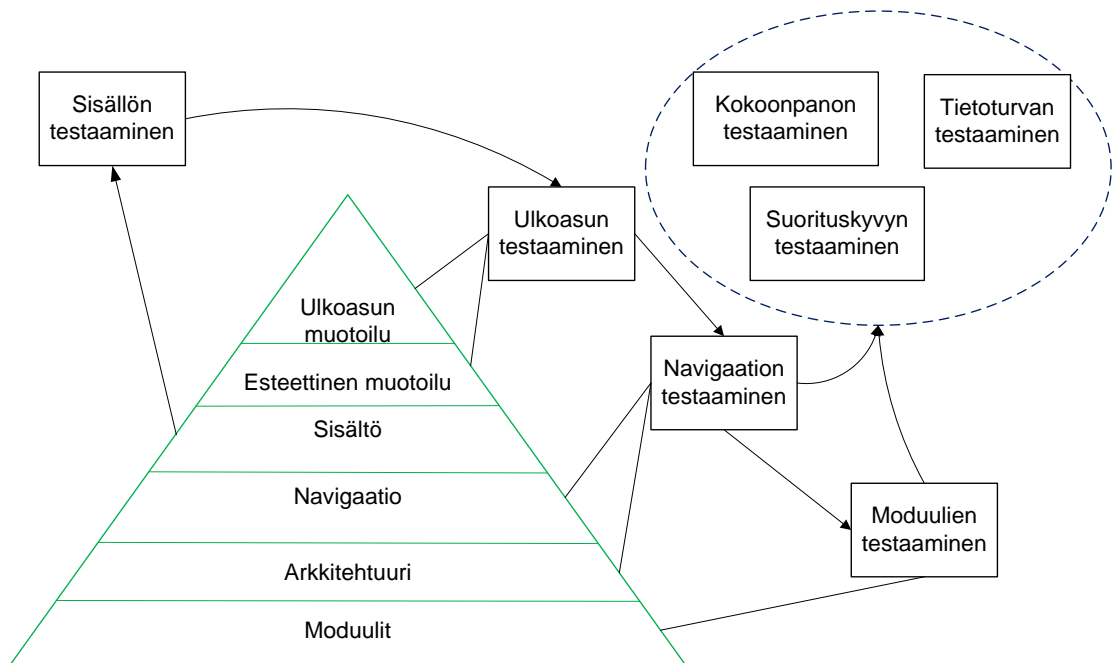 Sisällön
testaaminen
Kokoonpanon
testaaminen
Tietoturvan
testaaminen
Ulkoasun
testaaminen
Suorituskyvyn
testaaminen
Ulkoasun
muotoilu
Esteettinen muotoilu
Navigaation
testaaminen
Sisältö
Navigaatio
Moduulien
testaaminen
Arkkitehtuuri
Moduulit